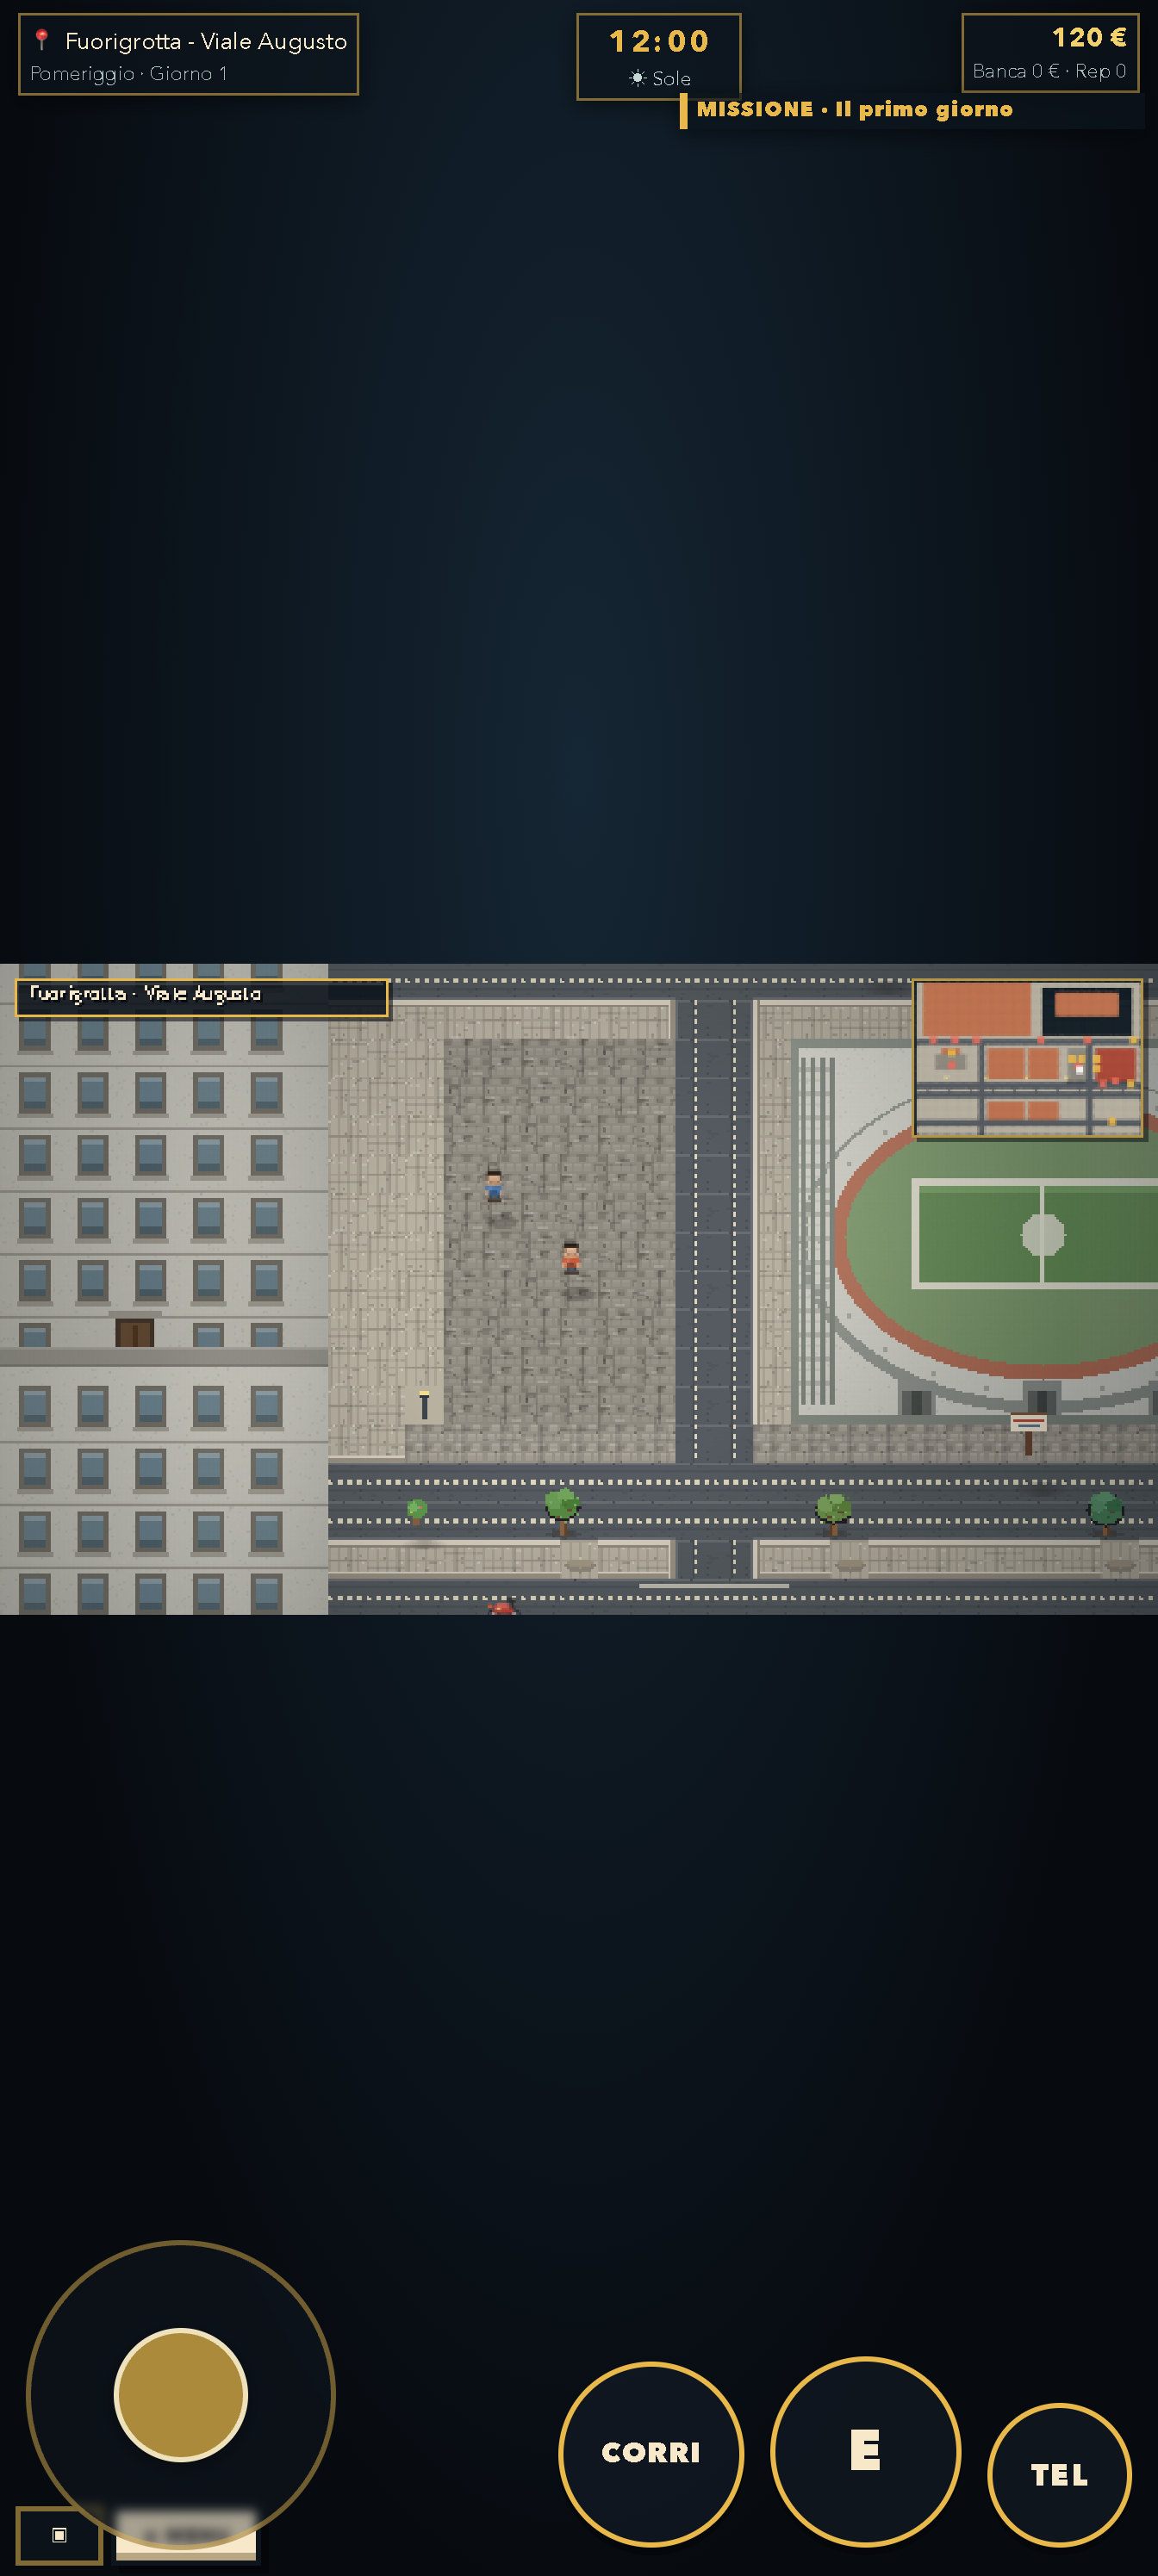 Fuorigrotta - Viale Augusto
Pomeriggio · Giorno 1
12:00
☀ Sole
120 €
Banca 0 € · Rep 0
MISSIONE · Il primo giorno
Fuorigrotta · Viale Augusto
CORRI
E
TEL